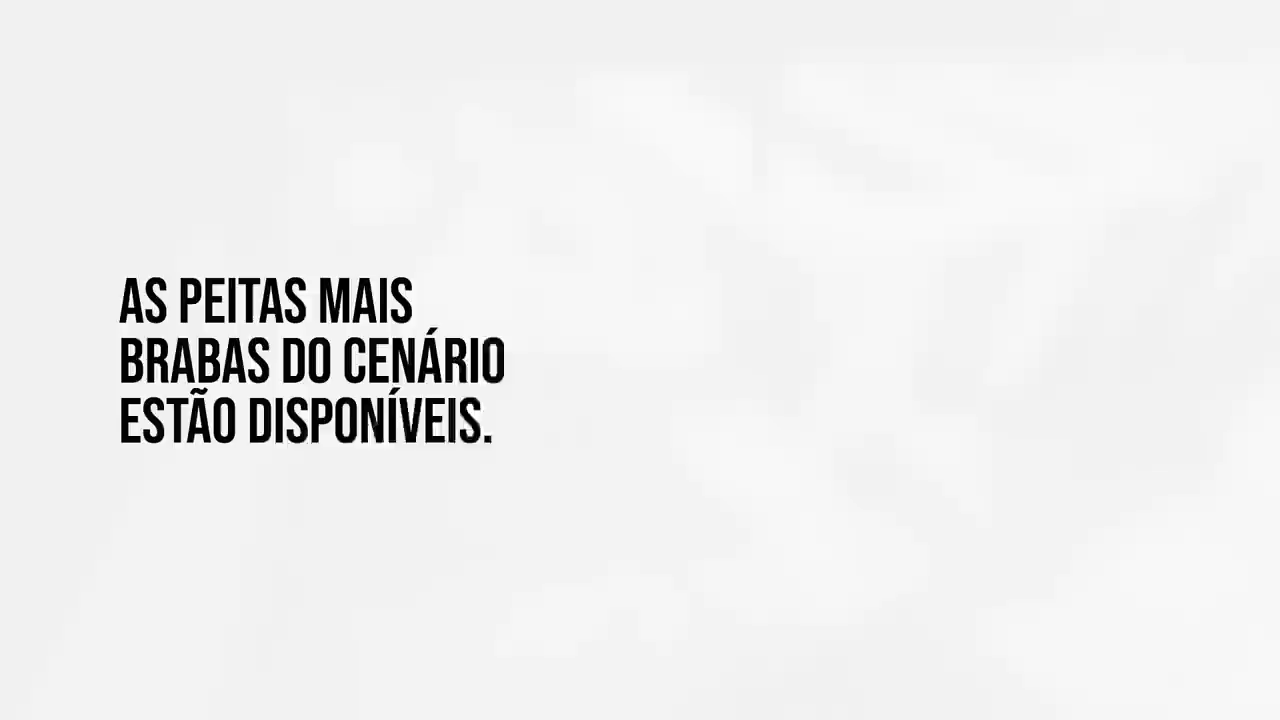 AS PEITAS MAIS
BRABAS DO CENÁRIO
ESTÃO DISPONÍVEIS.